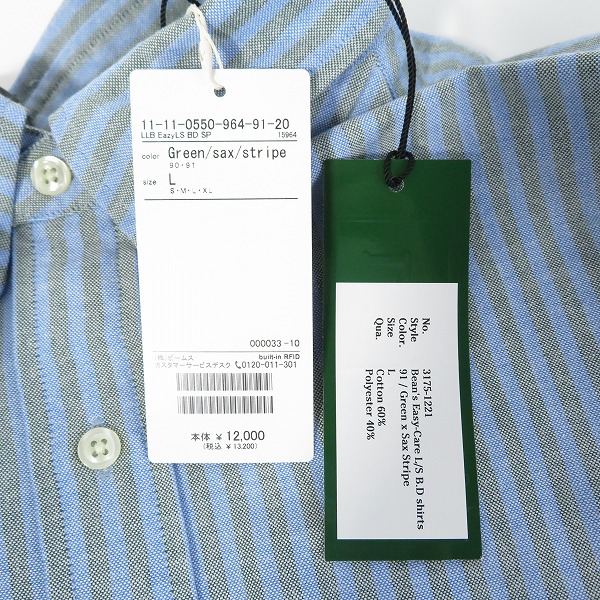 11-11-0550-964-91-20
LLB EazyLS BD SP 15964
color Green/sax/stripe
90・91
size L
S・M・L・XL
000033-10
(株)ビームス built-in RFID
カスタマーサービスデスク 0120-011-301
本体 ¥12,000
(税込 ¥13,200)
No. 3175-1221
Style Bean's Easy-Care L/S B.D shirts
Color. 91 / Green x Sax Stripe
Size L
Qua. Cotton 60%
Polyester 40%